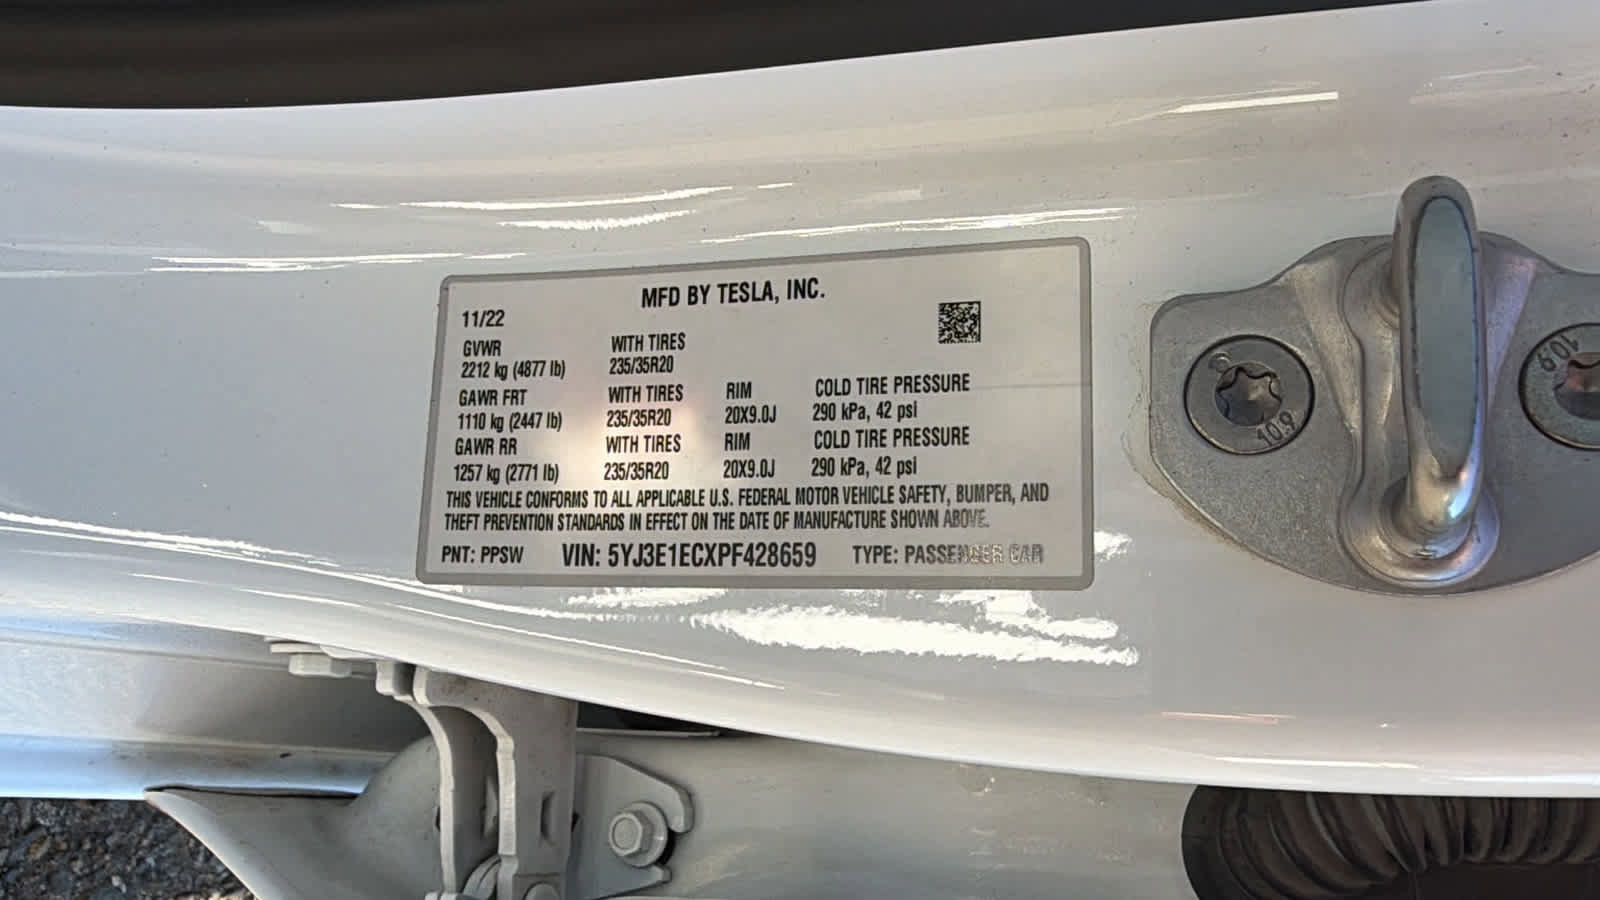 MFD BY TESLA, INC.
11/22
GVWR WITH TIRES
2212 kg (4877 lb) 235/35R20
GAWR FRT WITH TIRES RIM COLD TIRE PRESSURE
1110 kg (2447 lb) 235/35R20 20X9.0J 290 kPa, 42 psi
GAWR RR WITH TIRES RIM COLD TIRE PRESSURE
1257 kg (2771 lb) 235/35R20 20X9.0J 290 kPa, 42 psi
THIS VEHICLE CONFORMS TO ALL APPLICABLE U.S. FEDERAL MOTOR VEHICLE SAFETY, BUMPER, AND
THEFT PREVENTION STANDARDS IN EFFECT ON THE DATE OF MANUFACTURE SHOWN ABOVE.
PNT: PPSW VIN: 5YJ3E1ECXPF428659 TYPE: PASSENGER CAR
10.9
10.9